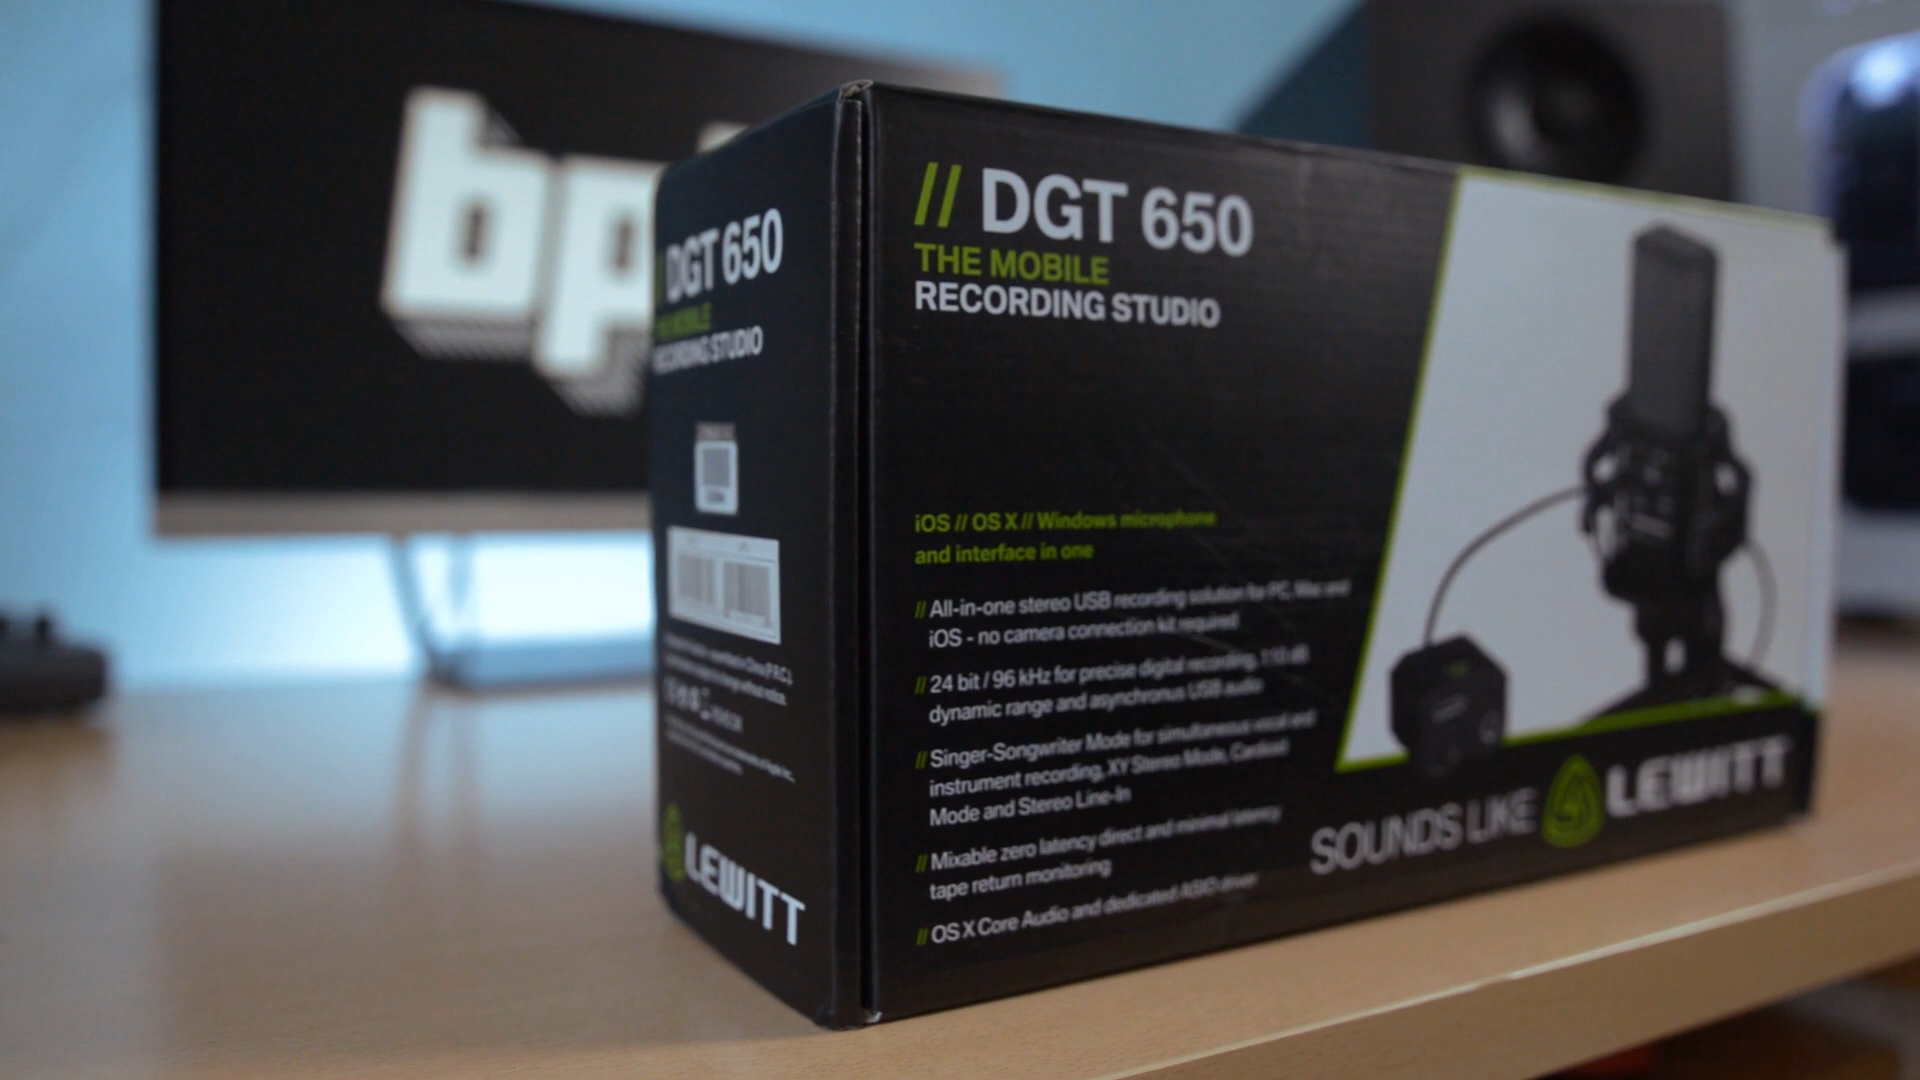 bp
DGT 650
THE MOBILE
RECORDING STUDIO
LEWITT
// DGT 650
THE MOBILE
RECORDING STUDIO
iOS // OS X // Windows microphone
and interface in one
// All-in-one stereo USB recording solution for PC, Mac and
iOS - no camera connection kit required
// 24 bit / 96 kHz for precise digital recording, 110 dB
dynamic range and asynchronus USB audio
// Singer-Songwriter Mode for simultaneous vocal and
instrument recording, XY Stereo Mode, Cardioid
Mode and Stereo Line-In
// Mixable zero latency direct and minimal latency
tape return monitoring
// OS X Core Audio and dedicated ASIO driver
SOUNDS LIKE LEWITT